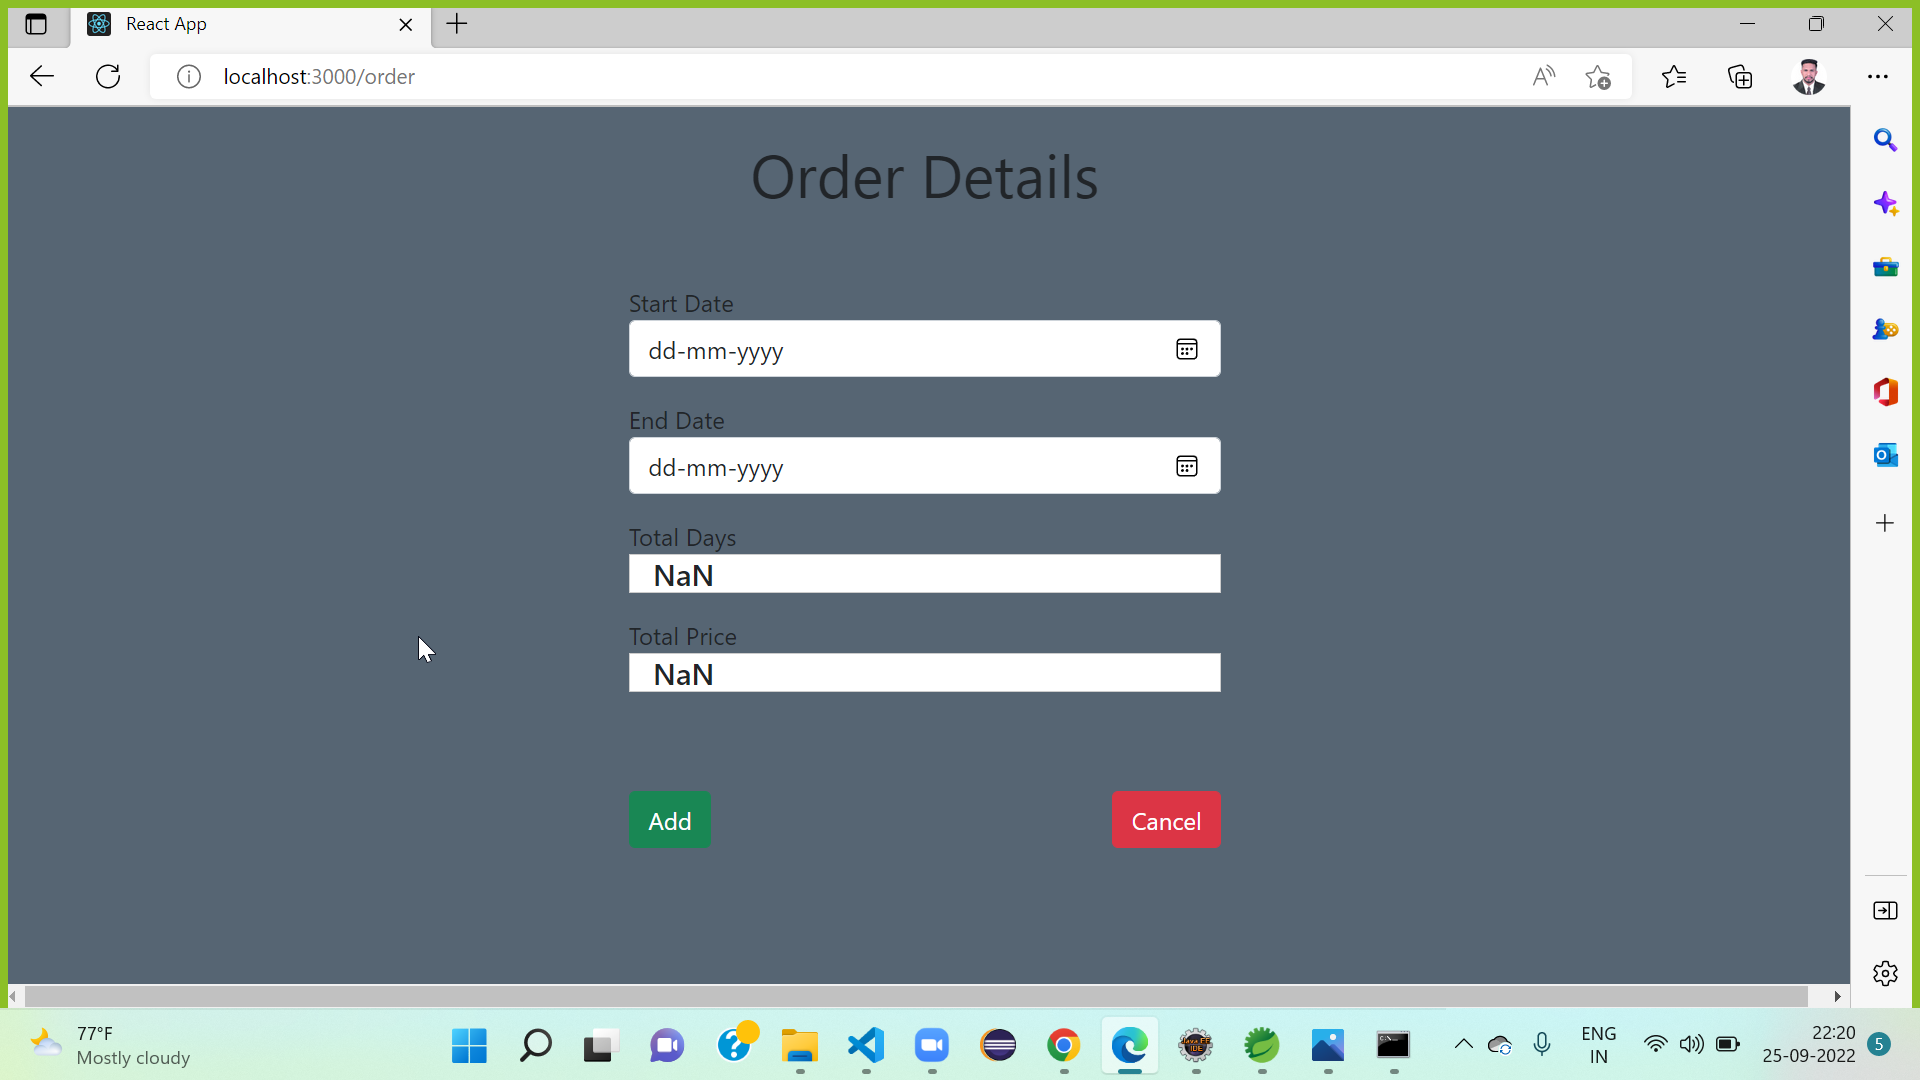 React App
localhost:3000/order
Order Details
Start Date
dd-mm-yyyy
End Date
dd-mm-yyyy
Total Days
NaN
Total Price
NaN
Add
Cancel
77°F
Mostly cloudy
ENG
IN
22:20
25-09-2022
5